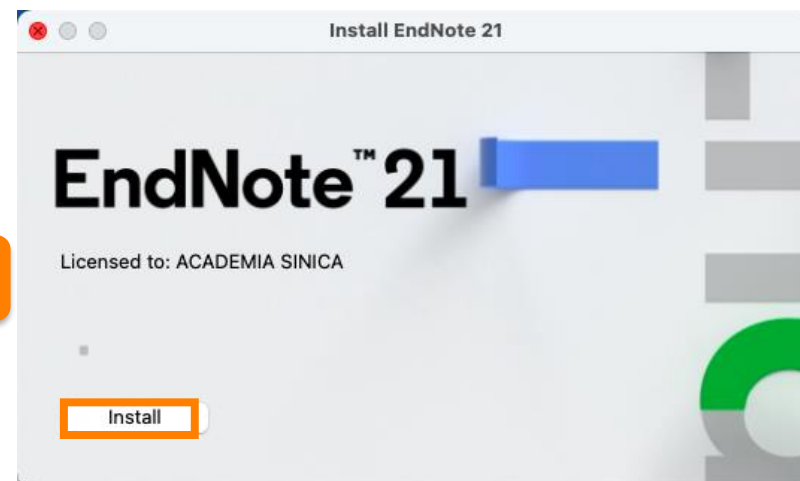 Install EndNote 21
EndNote™21
Licensed to: ACADEMIA SINICA
Install